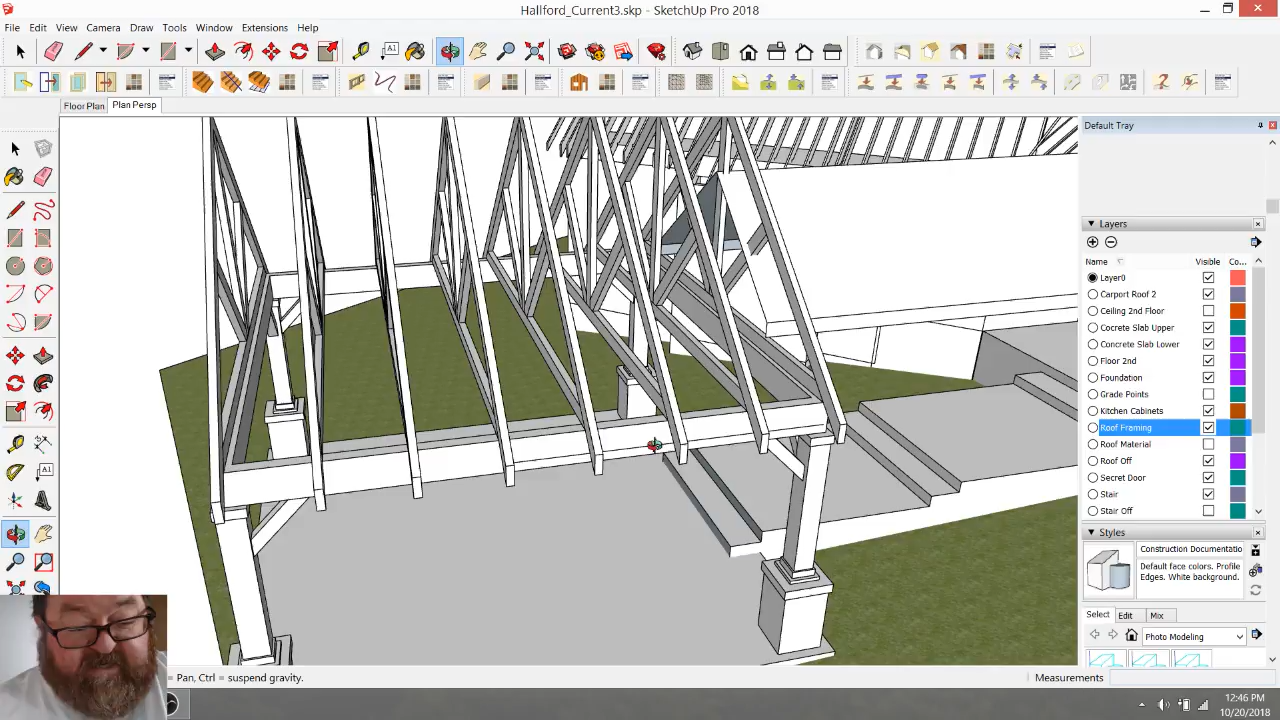 Hallford_Current3.skp - SketchUp Pro 2018
File Edit View Camera Draw Tools Window Extensions Help
Floor Plan Plan Persp
Default Tray
Layers
Name Visible Co...
Layer0
Carport Roof 2
Ceiling 2nd Floor
Cocrete Slab Upper
Concrete Slab Lower
Floor 2nd
Foundation
Grade Points
Kitchen Cabinets
Roof Framing
Roof Material
Roof Off
Secret Door
Stair
Stair Off
Styles
Construction Documentatio
Default face colors. Profile
Edges. White background.
Select Edit Mix
Photo Modeling
= Pan, Ctrl = suspend gravity.
Measurements
12:46 PM
10/20/2018